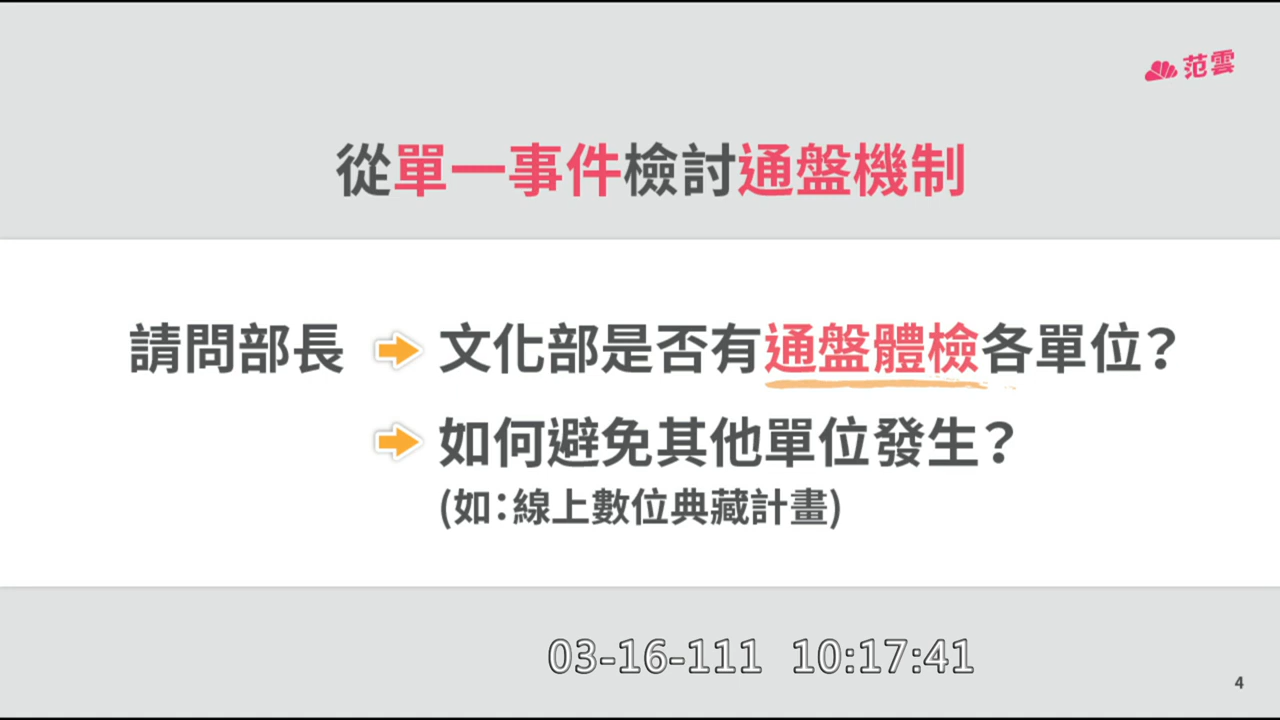 范雲
從單一事件檢討通盤機制
請問部長 文化部是否有通盤體檢各單位?
如何避免其他單位發生?
(如:線上數位典藏計畫)
03-16-111 10:17:41
4